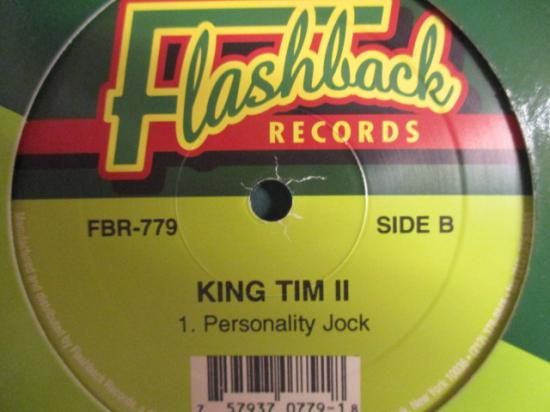 Flashback
RECORDS
FBR-779
SIDE B
KING TIM II
1. Personality Jock
7 57937 0779-1 8